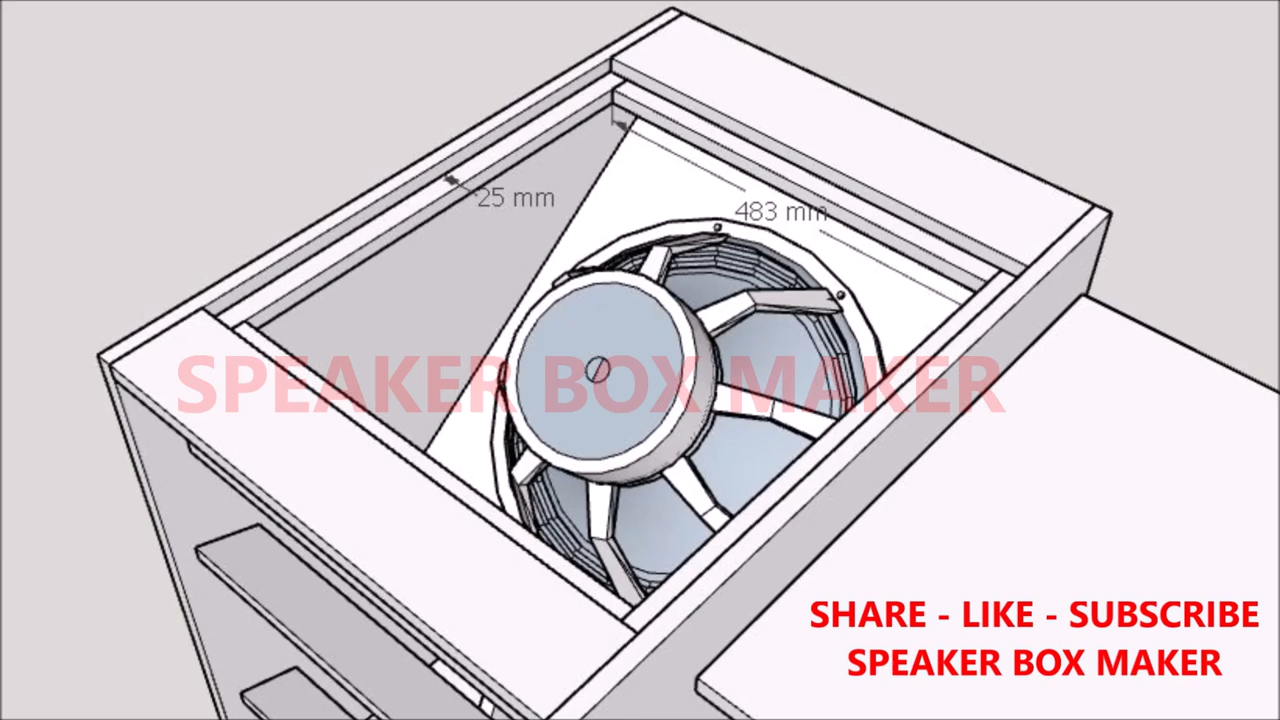 25 mm
483 mm
SPEAKER BOX MAKER
SHARE - LIKE - SUBSCRIBE
SPEAKER BOX MAKER